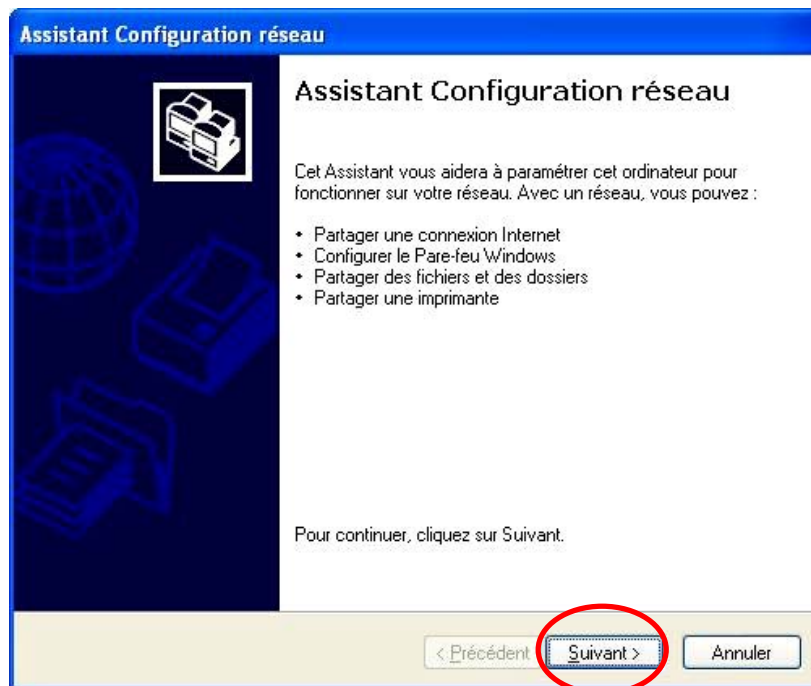 Assistant Configuration réseau
Assistant Configuration réseau
Cet Assistant vous aidera à paramétrer cet ordinateur pour
fonctionner sur votre réseau. Avec un réseau, vous pouvez :
• Partager une connexion Internet
• Configurer le Pare-feu Windows
• Partager des fichiers et des dossiers
• Partager une imprimante
Pour continuer, cliquez sur Suivant.
< Précédent Suivant > Annuler